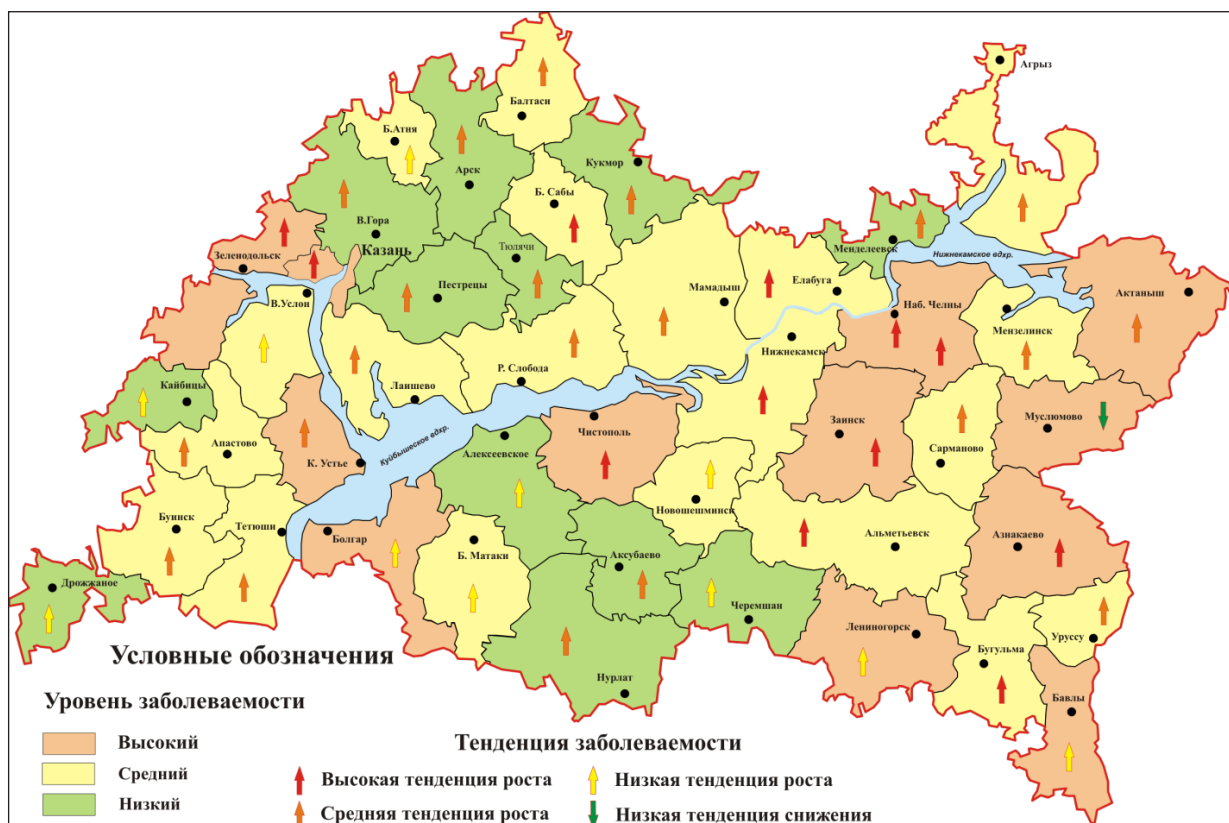 Агрыз
Балтаси
Б.Атня
Кукмор
Арск
Б. Сабы
В.Гора
Казань
Тюлячи
Менделеевск
Зеленодольск
Нижнекамское вдхр.
Пестрецы
Елабуга
Актаныш
В.Услон
Мамадыш
Наб. Челны
Мензелинск
Нижнекамск
Р. Слобода
Лаишево
Кайбицы
Чистополь
Заинск
Муслюмово
Куйбышеское вдхр.
Алексеевское
Апастово
К. Устье
Сарманово
Новошешминск
Буинск
Тетюши
Болгар
Б. Матаки
Альметьевск
Азнакаево
Аксубаево
Дрожжаное
Черемшан
Лениногорск
Уруссу
Бугульма
Нурлат
Бавлы
Условные обозначения
Уровень заболеваемости
Высокий
Средний
Низкий
Тенденция заболеваемости
Высокая тенденция роста
Средняя тенденция роста
Низкая тенденция роста
Низкая тенденция снижения